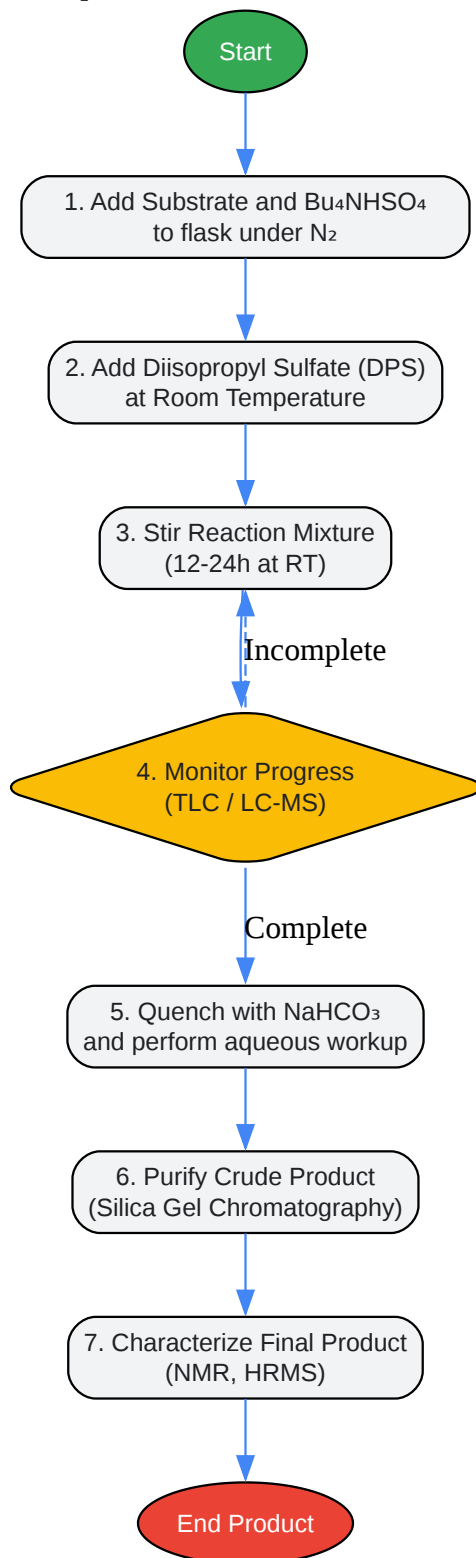 Start
1. Add Substrate and Bu₄NHSO₄
to flask under N₂
2. Add Diisopropyl Sulfate (DPS)
at Room Temperature
3. Stir Reaction Mixture
(12-24h at RT)
Incomplete
4. Monitor Progress
(TLC / LC-MS)
Complete
5. Quench with NaHCO₃
and perform aqueous workup
6. Purify Crude Product
(Silica Gel Chromatography)
7. Characterize Final Product
(NMR, HRMS)
End Product